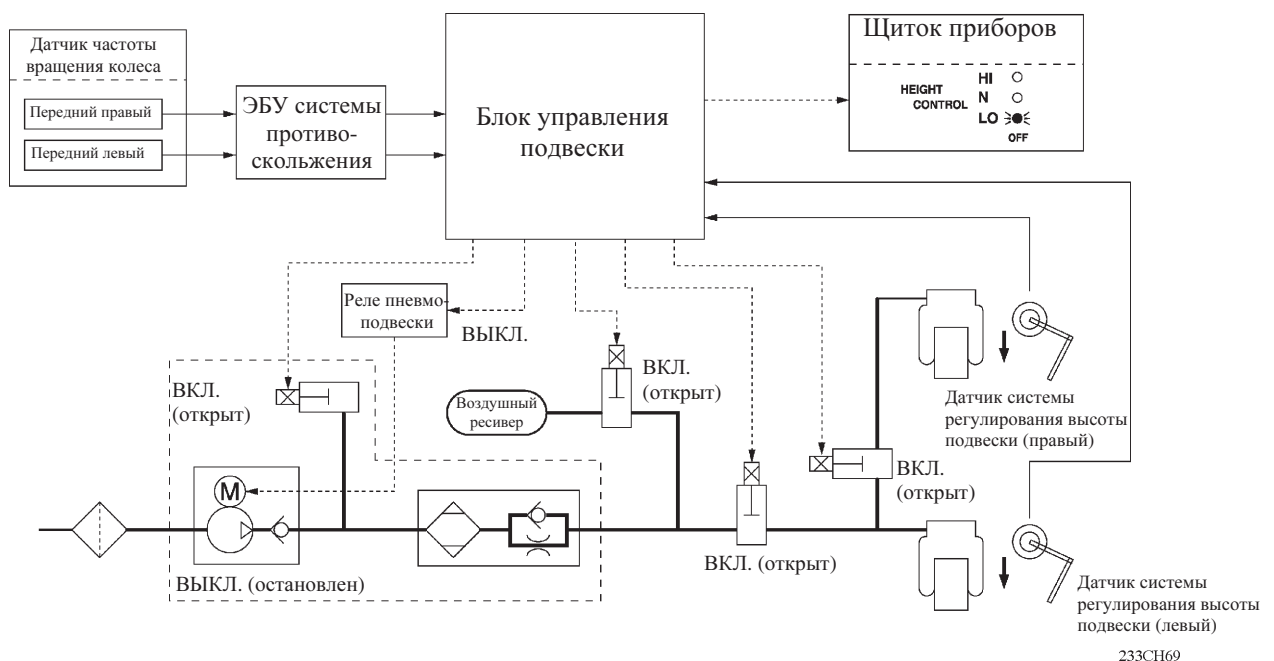 Датчик частоты
вращения колеса
Передний правый
Передний левый
ЭБУ системы
противо-
скольжения
Блок управления
подвески
Щиток приборов
HEIGHT
CONTROL
HI
N
LO
OFF
Реле пневмо-
подвески
ВЫКЛ.
ВКЛ.
(открыт)
Воздушный
ресивер
ВКЛ.
(открыт)
ВКЛ.
(открыт)
Датчик системы
регулирования высоты
подвески (правый)
M
ВЫКЛ. (остановлен)
ВКЛ. (открыт)
Датчик системы
регулирования высоты
подвески (левый)
233CH69